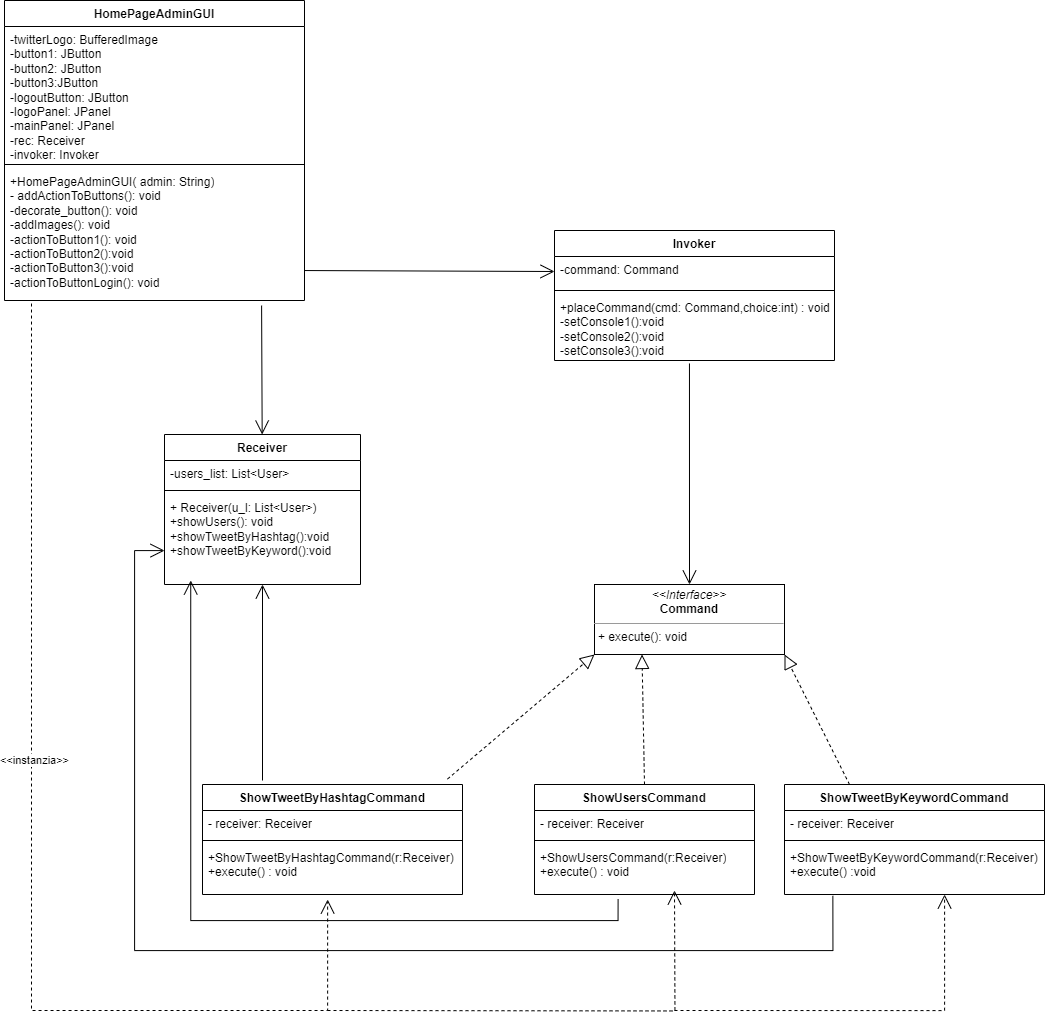 HomePageAdminGUI
-twitterLogo: BufferedImage
-button1: JButton
-button2: JButton
-button3:JButton
-logoutButton: JButton
-logoPanel: JPanel
-mainPanel: JPanel
-rec: Receiver
-invoker: Invoker
+HomePageAdminGUI( admin: String)
- addActionToButtons(): void
-decorate_button(): void
-addImages(): void
-actionToButton1(): void
-actionToButton2():void
-actionToButton3():void
-actionToButtonLogin(): void
Invoker
-command: Command
+placeCommand(cmd: Command,choice:int) : void
-setConsole1():void
-setConsole2():void
-setConsole3():void
Receiver
-users_list: List<User>
+ Receiver(u_l: List<User>)
+showUsers(): void
+showTweetByHashtag():void
+showTweetByKeyword():void
<<Interface>>
Command
+ execute(): void
<<instanzia>>
ShowTweetByHashtagCommand
- receiver: Receiver
+ShowTweetByHashtagCommand(r:Receiver)
+execute() : void
ShowUsersCommand
- receiver: Receiver
+ShowUsersCommand(r:Receiver)
+execute() : void
ShowTweetByKeywordCommand
- receiver: Receiver
+ShowTweetByKeywordCommand(r:Receiver)
+execute() :void